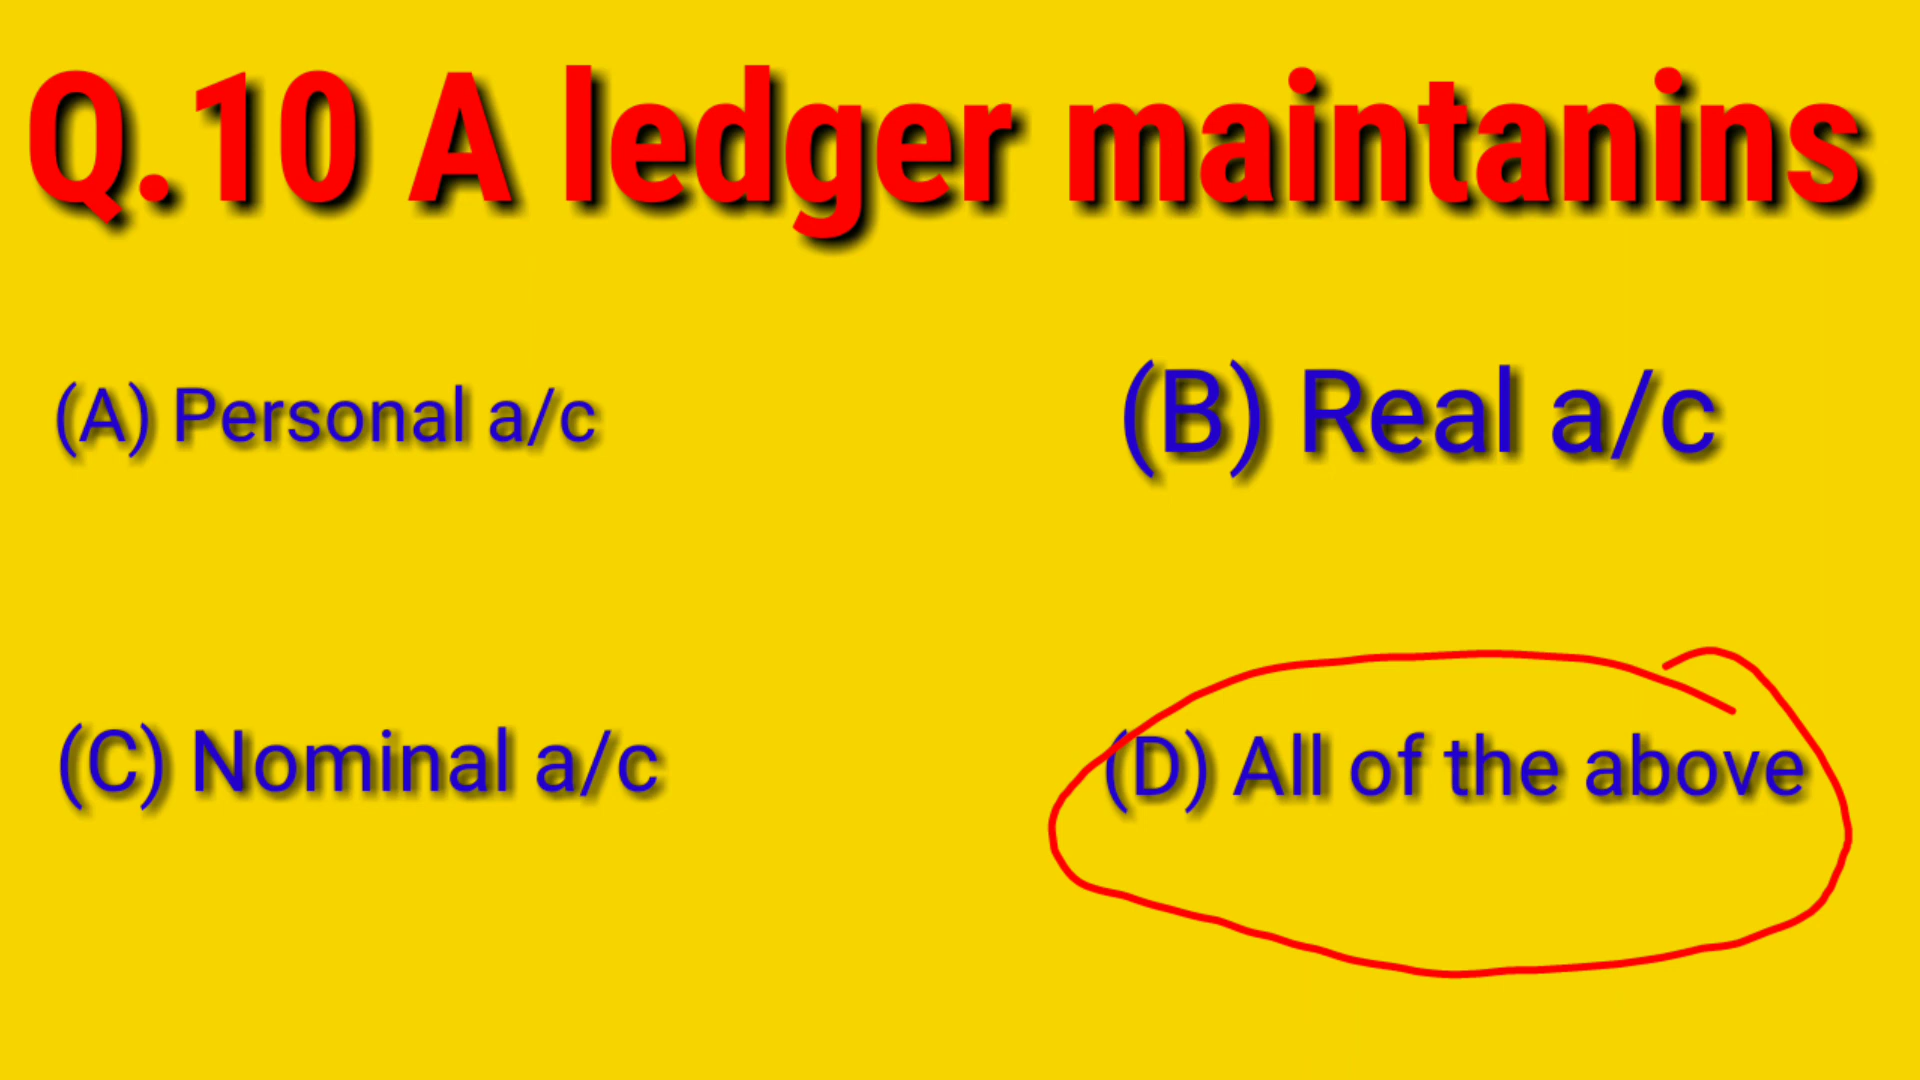 Q.10 A ledger maintanins
(A) Personal a/c
(B) Real a/c
(C) Nominal a/c
(D) All of the above